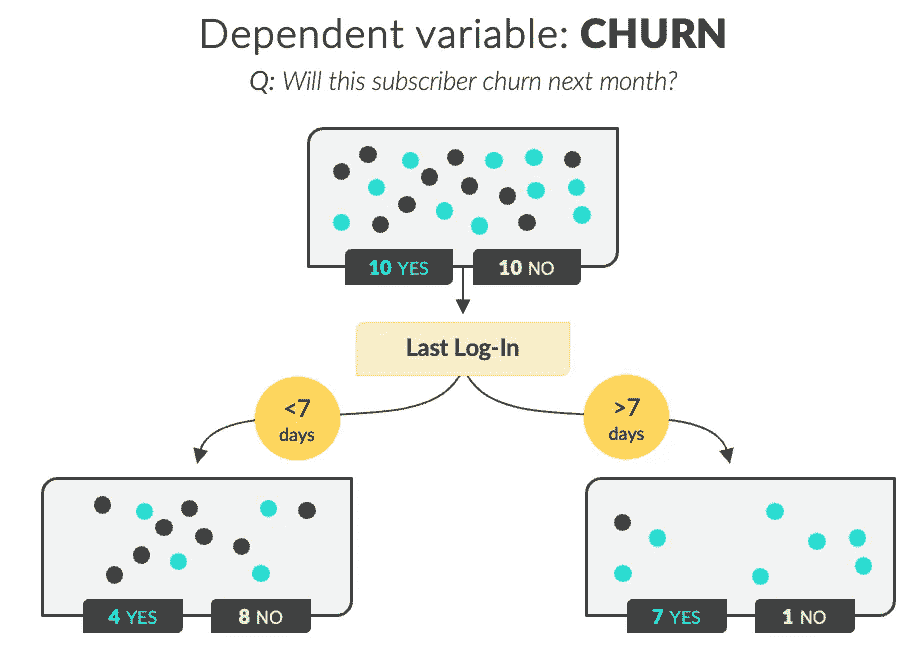 Dependent variable: CHURN
Q: Will this subscriber churn next month?
10 YES
10 NO
Last Log-In
<7
days
>7
days
4 YES
8 NO
7 YES
1 NO